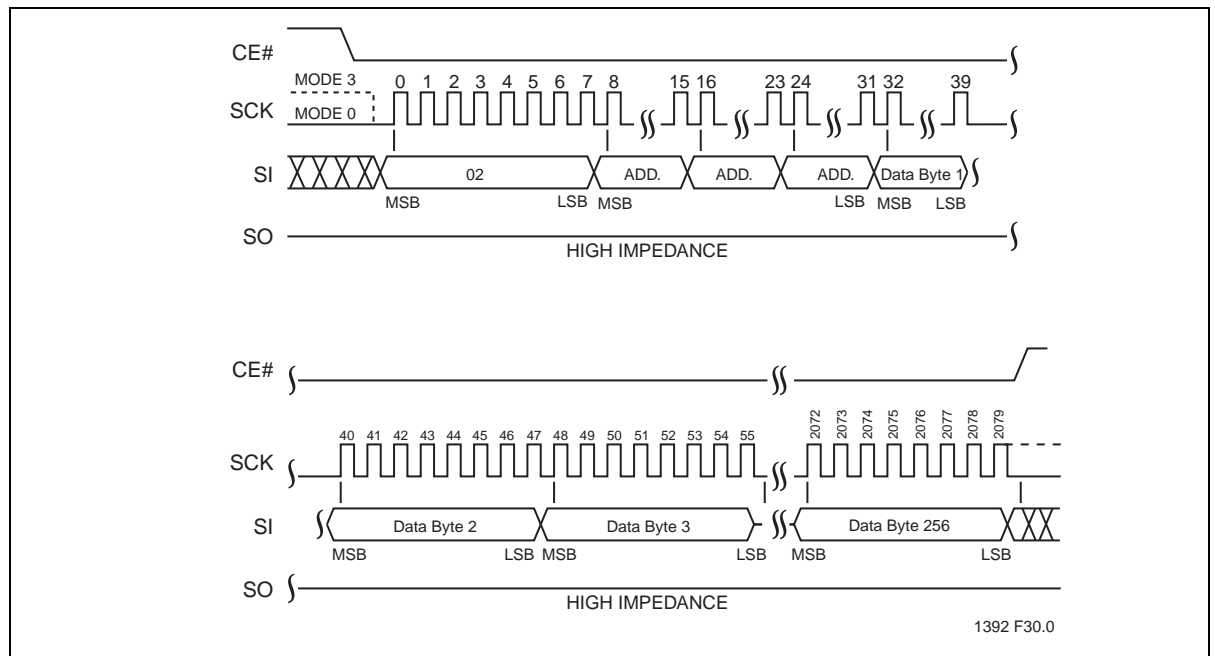 CE#
MODE 3
0 1 2 3 4 5 6 7 8 15 16 23 24 31 32 39
SCK
MODE 0
SI
02 ADD. ADD. ADD. Data Byte 1
MSB LSB MSB LSB MSB LSB
SO
HIGH IMPEDANCE
CE#
40 41 42 43 44 45 46 47 48 49 50 51 52 53 54 55 2072 2073 2074 2075 2076 2077 2078 2079
SCK
SI
Data Byte 2 Data Byte 3 Data Byte 256
MSB LSB MSB LSB MSB LSB
SO
HIGH IMPEDANCE
1392 F30.0